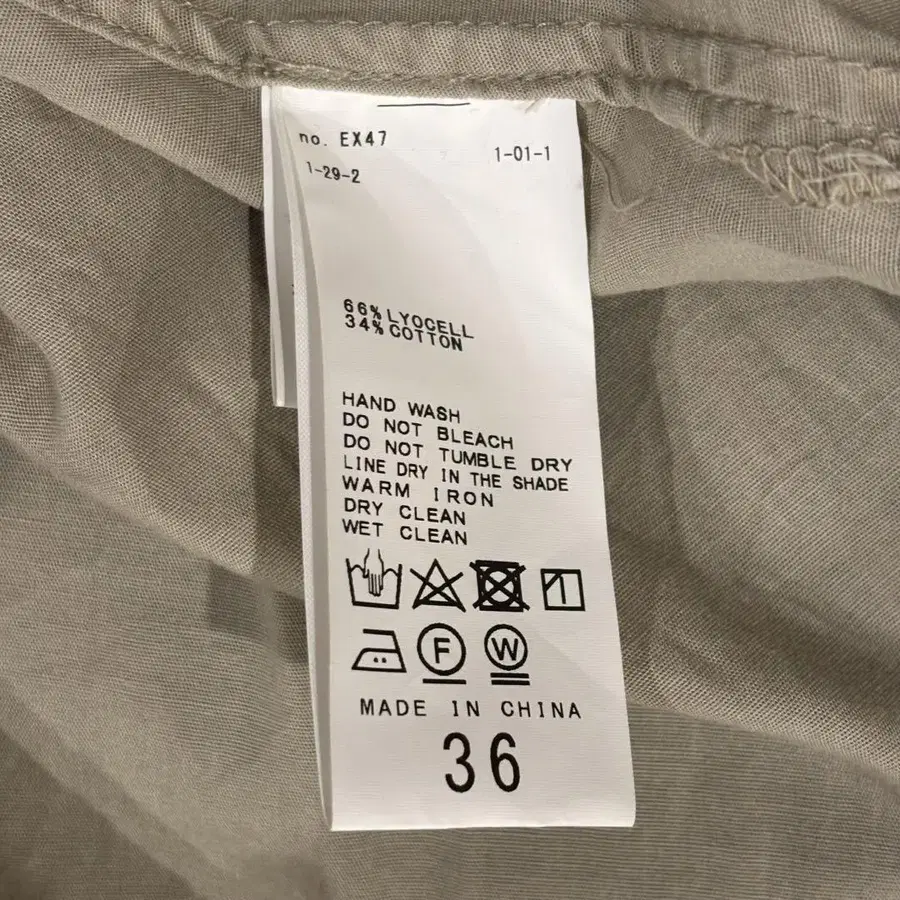 no. EX47
1-01-1
1-29-2
66% LYOCELL
34% COTTON
HAND WASH
DO NOT BLEACH
DO NOT TUMBLE DRY
LINE DRY IN THE SHADE
WARM IRON
DRY CLEAN
WET CLEAN
F W
MADE IN CHINA
36